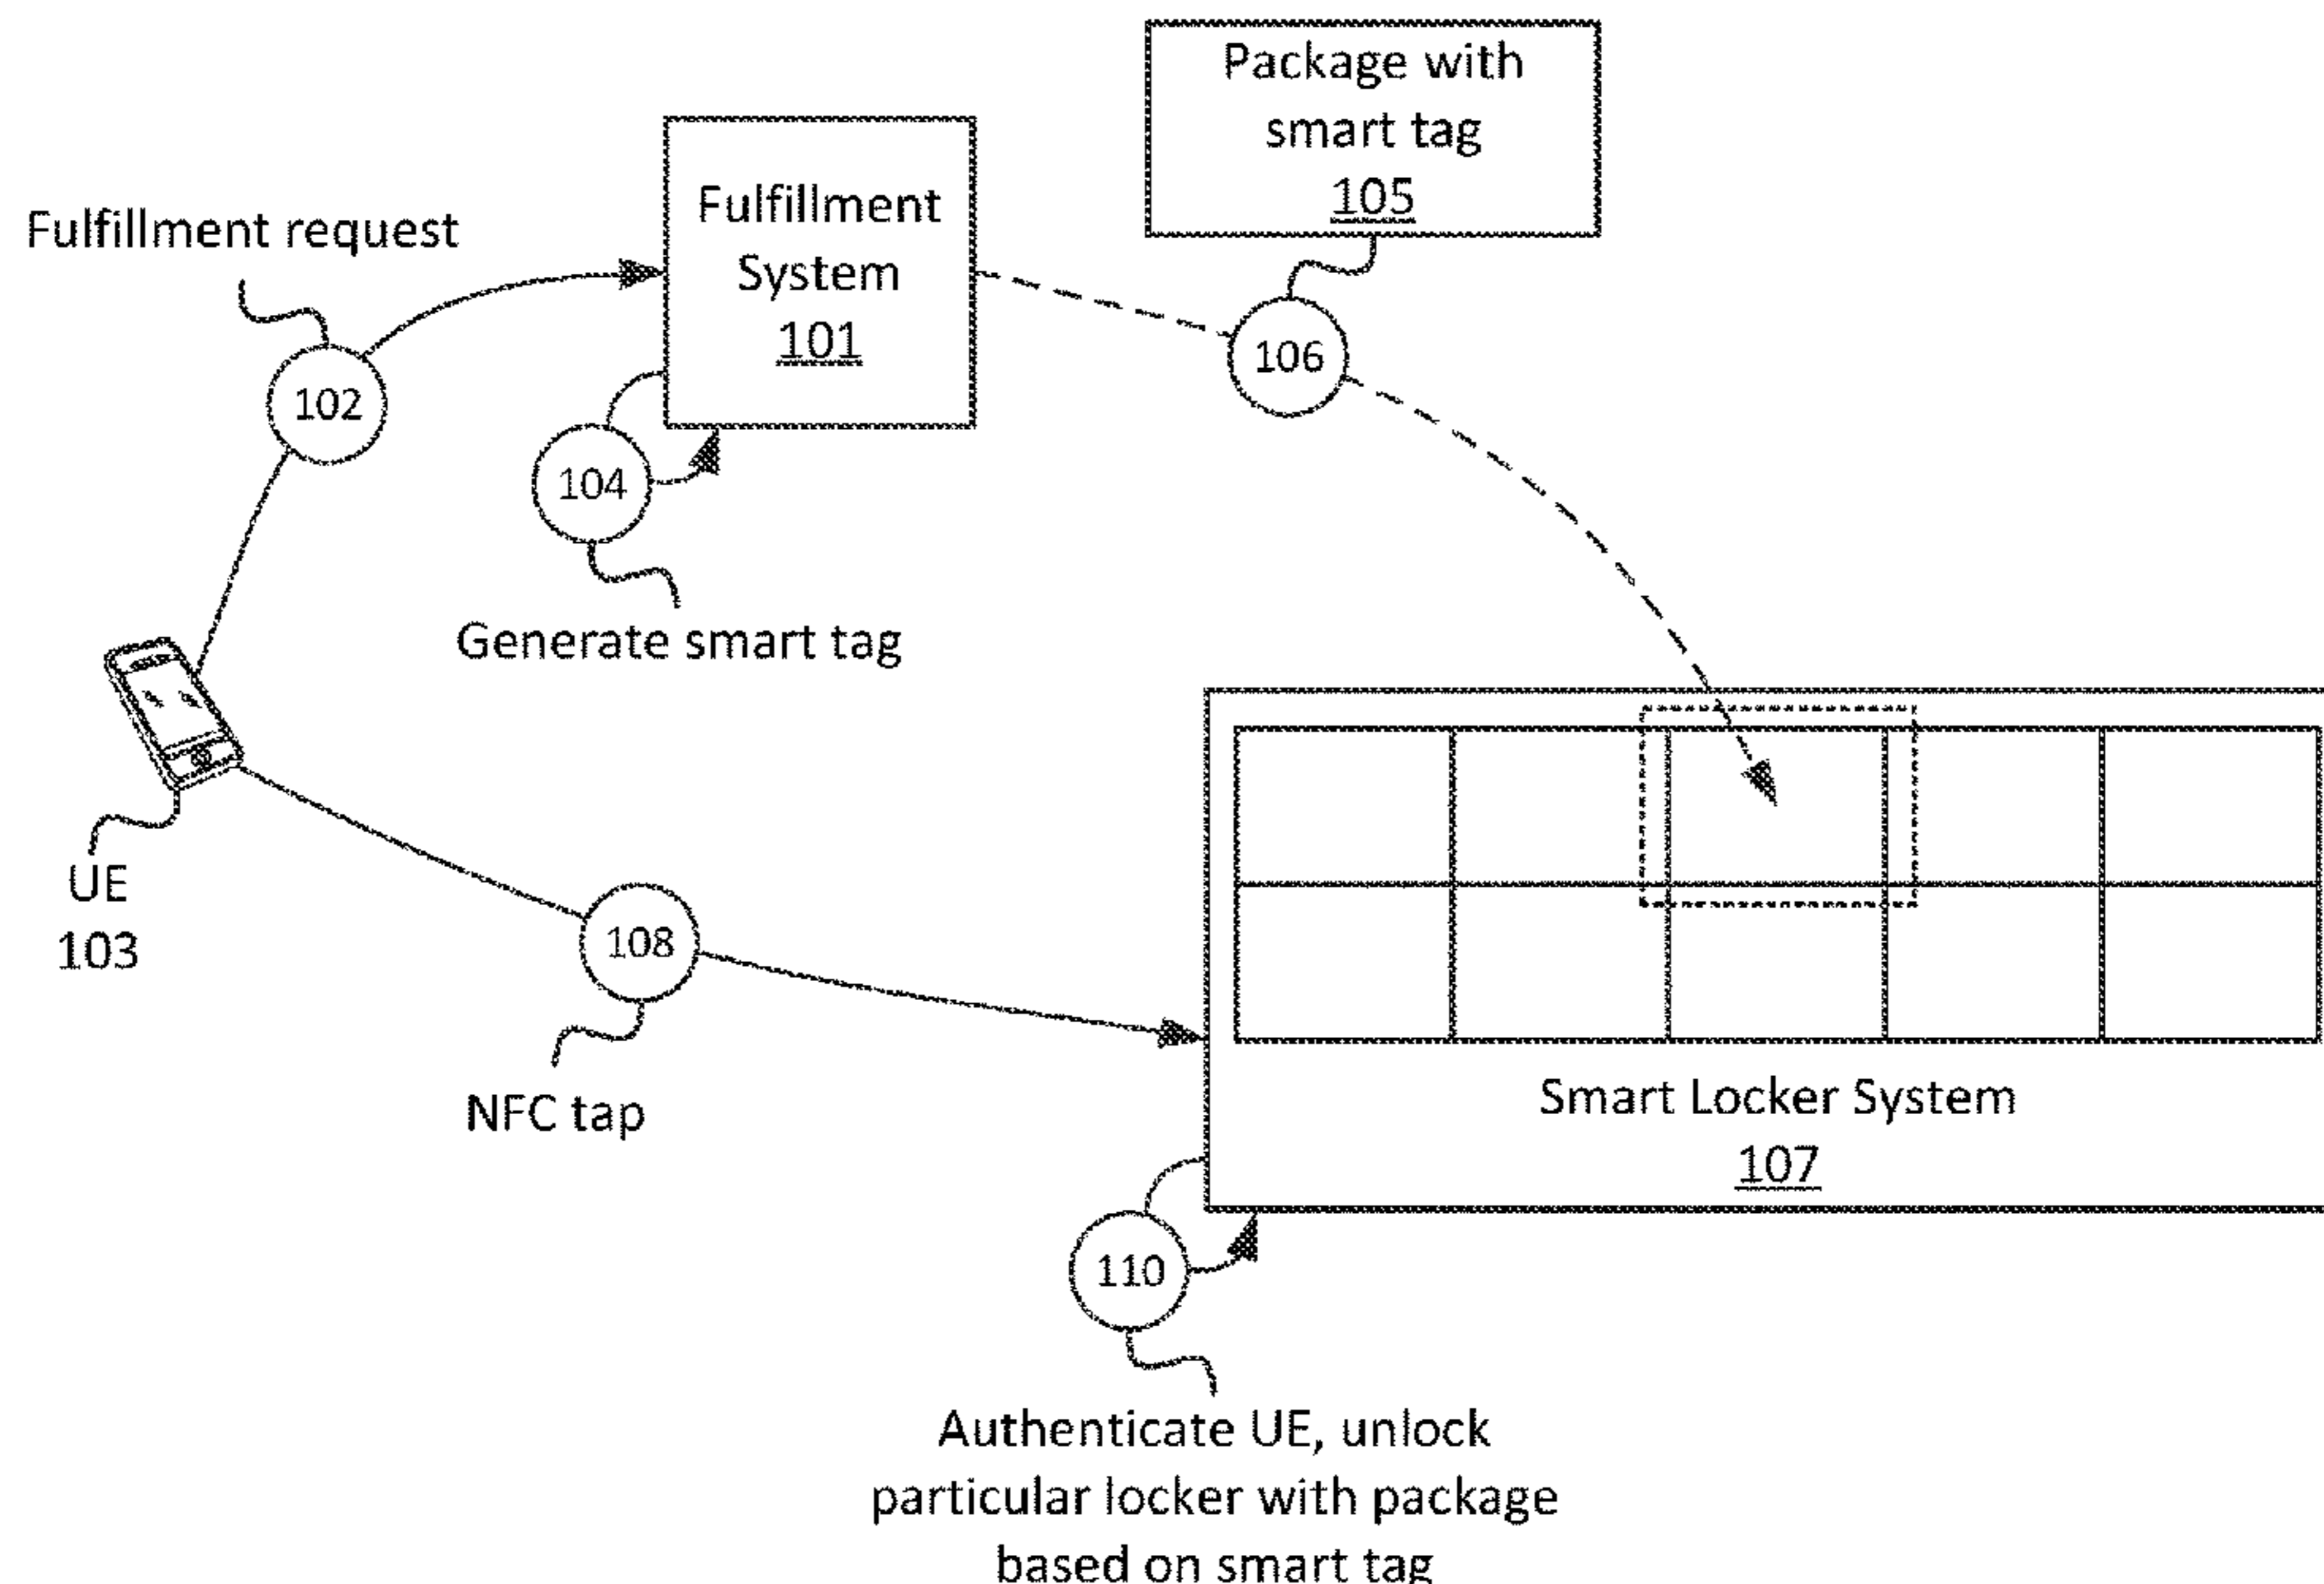 Package with
smart tag
105
Fulfillment
System
101
Fulfillment request
106
102
104
Generate smart tag
UE
103
108
NFC tap
Smart Locker System
107
110
Authenticate UE, unlock
particular locker with package
based on smart tag